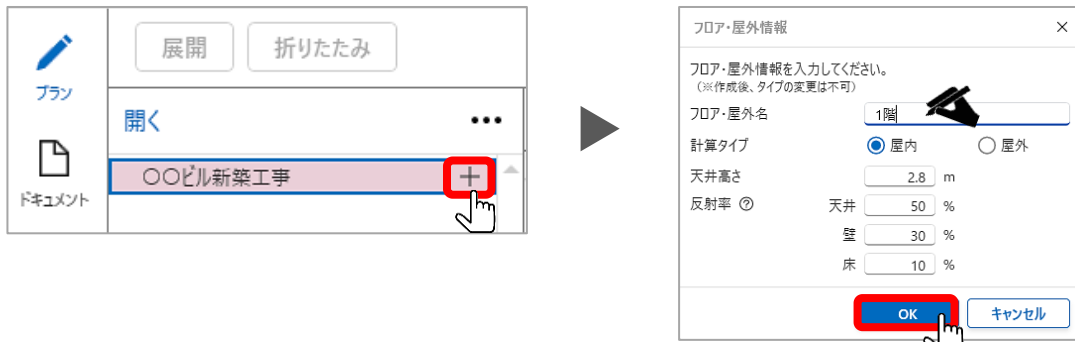 展開 折りたたみ
プラン
開く •••
〇〇ビル新築工事 +
ドキュメント
フロア・屋外情報 ×
フロア・屋外情報を入力してください。
（※作成後、タイプの変更は不可）
フロア・屋外名 1階
計算タイプ 屋内 屋外
天井高さ 2.8 m
反射率 ? 天井 50 %
壁 30 %
床 10 %
OK キャンセル